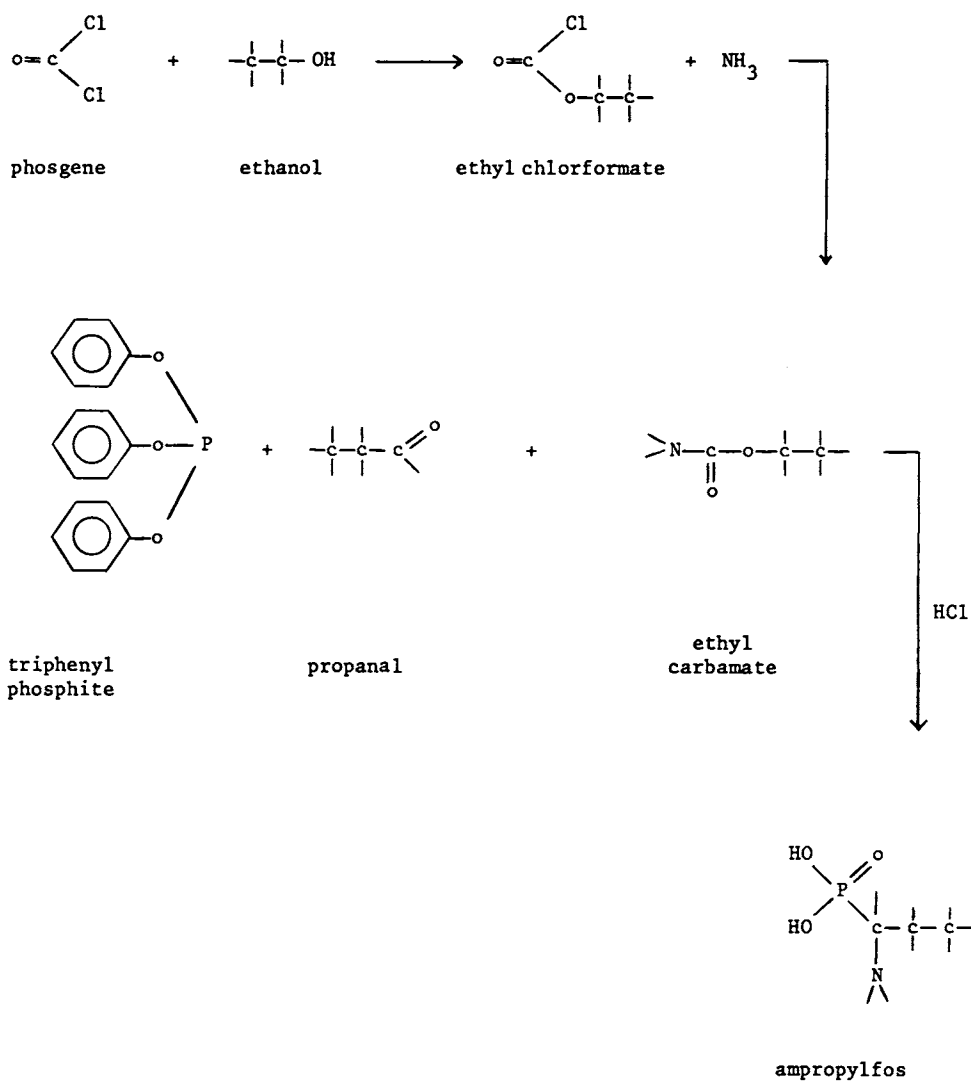 Cl Cl
o=c + -c-c-OH o=c + NH3
Cl o-c-c-
phosgene ethanol ethyl chlorformate
o
o P + -c-c-c o + N-c-o-c-c-
o o
HCl
triphenyl
phosphite
propanal
ethyl
carbamate
HO o
P
HO c-c-c-
N
ampropylfos